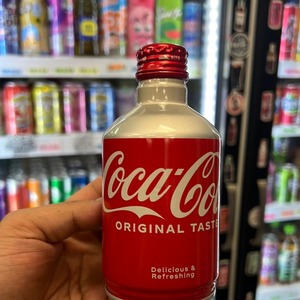 Coca-Col
ORIGINAL TASTE
Delicious &
Refreshing